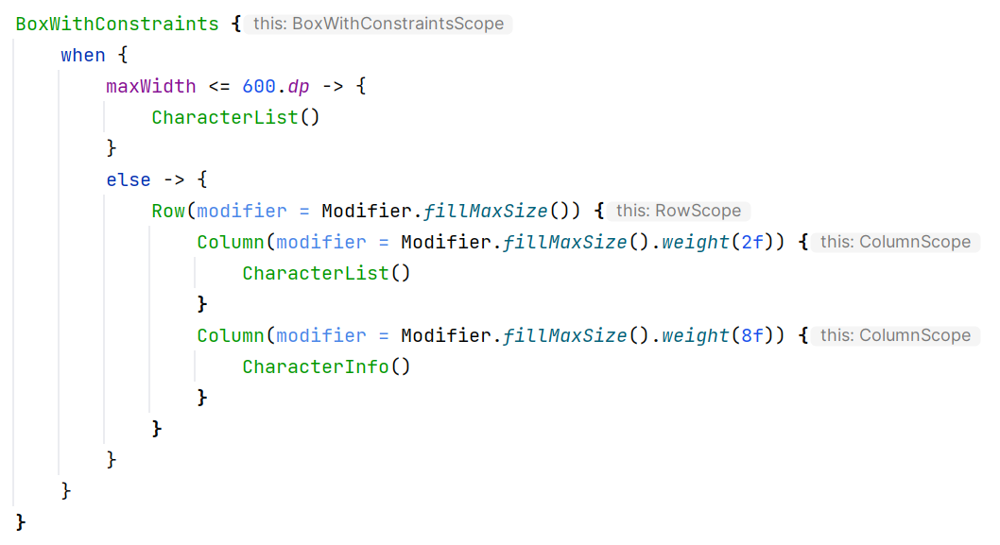 BoxWithConstraints { this: BoxWithConstraintsScope
    when {
        maxWidth <= 600.dp -> {
            CharacterList()
        }
        else -> {
            Row(modifier = Modifier.fillMaxSize()) { this: RowScope
                Column(modifier = Modifier.fillMaxSize().weight(2f)) { this: ColumnScope
                    CharacterList()
                }
                Column(modifier = Modifier.fillMaxSize().weight(8f)) { this: ColumnScope
                    CharacterInfo()
                }
            }
        }
    }
}